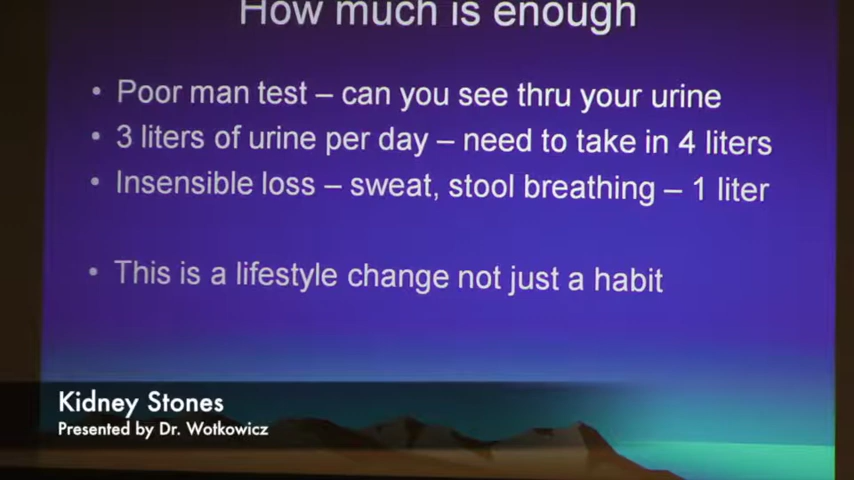 How much is enough
• Poor man test – can you see thru your urine
• 3 liters of urine per day – need to take in 4 liters
• Insensible loss – sweat, stool breathing – 1 liter
• This is a lifestyle change not just a habit
Kidney Stones
Presented by Dr. Wotkowicz